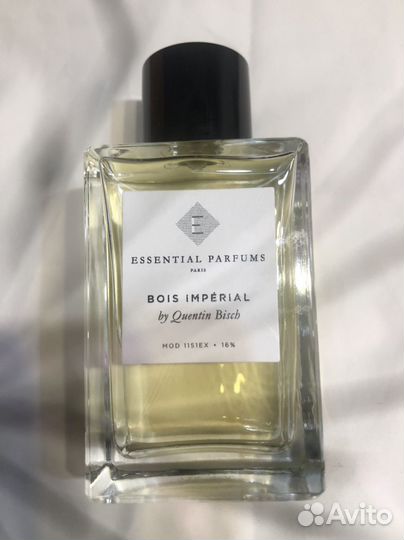 E
ESSENTIAL PARFUMS
PARIS
BOIS IMPÉRIAL
by Quentin Bisch
MOD 1151EX • 16%
Avito